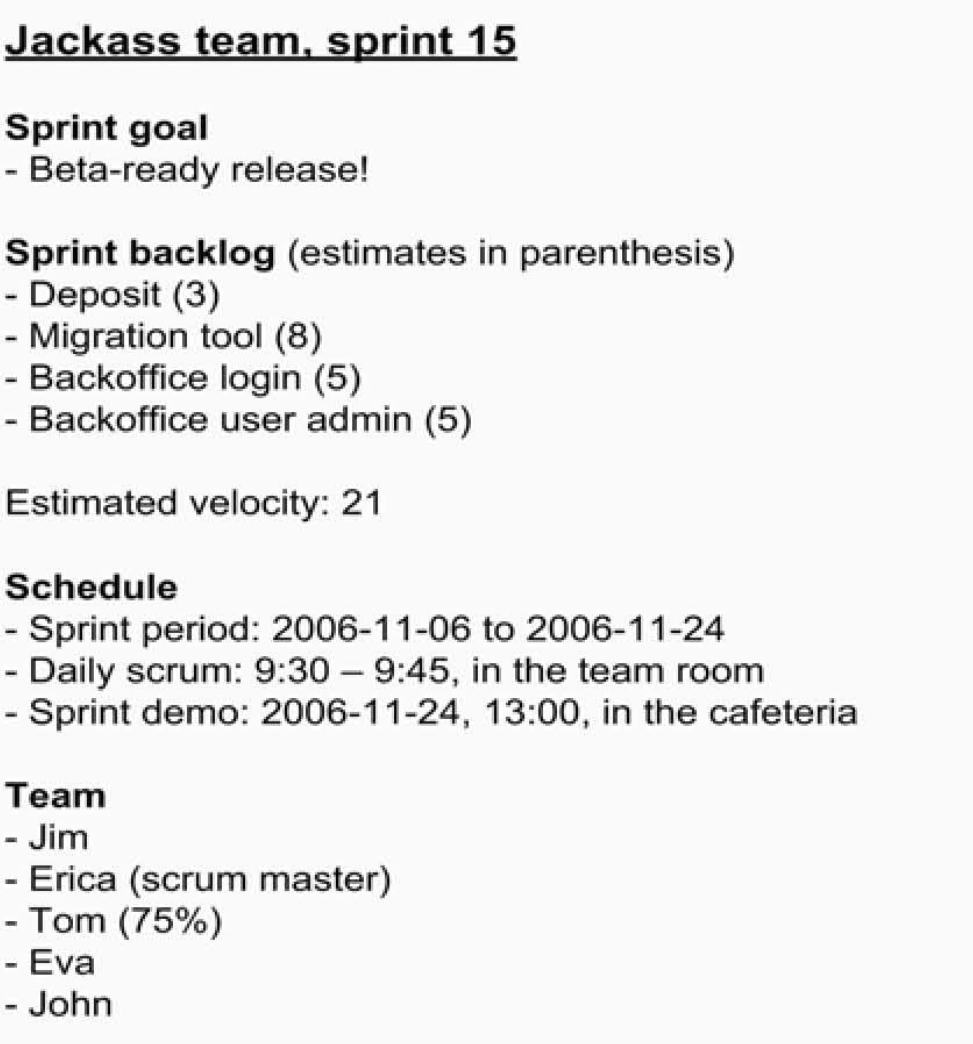 Jackass team, sprint 15
Sprint goal
- Beta-ready release!
Sprint backlog (estimates in parenthesis)
- Deposit (3)
- Migration tool (8)
- Backoffice login (5)
- Backoffice user admin (5)
Estimated velocity: 21
Schedule
- Sprint period: 2006-11-06 to 2006-11-24
- Daily scrum: 9:30 – 9:45, in the team room
- Sprint demo: 2006-11-24, 13:00, in the cafeteria
Team
- Jim
- Erica (scrum master)
- Tom (75%)
- Eva
- John